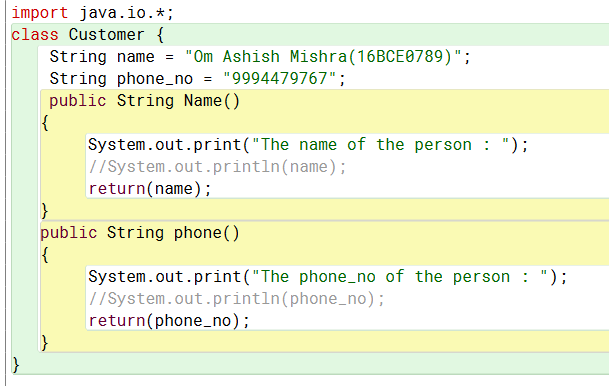 import java.io.*;
class Customer {
String name = "Om Ashish Mishra(16BCE0789)";
String phone_no = "9994479767";
public String Name()
{
System.out.print("The name of the person : ");
//System.out.println(name);
return(name);
}
public String phone()
{
System.out.print("The phone_no of the person : ");
//System.out.println(phone_no);
return(phone_no);
}
}